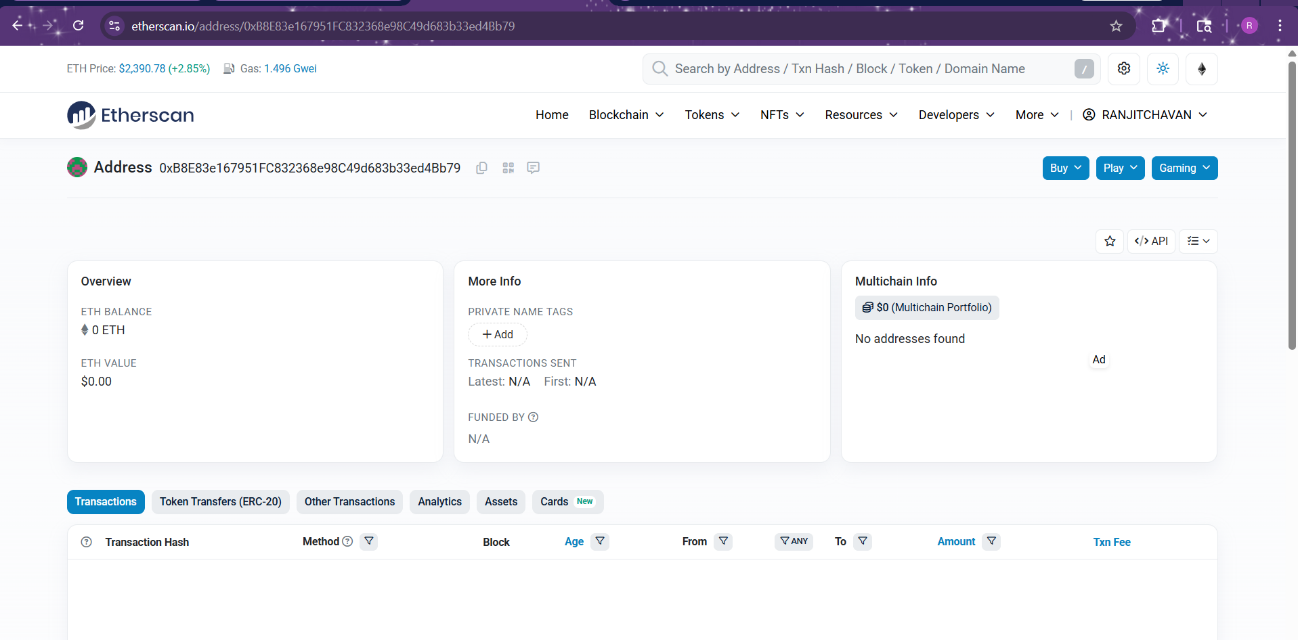 etherscan.io/address/0xB8E83e167951FC832368e98C49d683b33ed4Bb79
R
ETH Price: $2,390.78 (+2.85%) Gas: 1.496 Gwei
Search by Address / Txn Hash / Block / Token / Domain Name /
Etherscan
Home Blockchain Tokens NFTs Resources Developers More | RANJITCHAVAN
Address 0xB8E83e167951FC832368e98C49d683b33ed4Bb79
Buy Play Gaming
</> API
Overview
ETH BALANCE
0 ETH
ETH VALUE
$0.00
More Info
PRIVATE NAME TAGS
+ Add
TRANSACTIONS SENT
Latest: N/A First: N/A
FUNDED BY ?
N/A
Multichain Info
$0 (Multichain Portfolio)
No addresses found
Ad
Transactions Token Transfers (ERC-20) Other Transactions Analytics Assets Cards New
? Transaction Hash Method ? Block Age From ANY To Amount Txn Fee